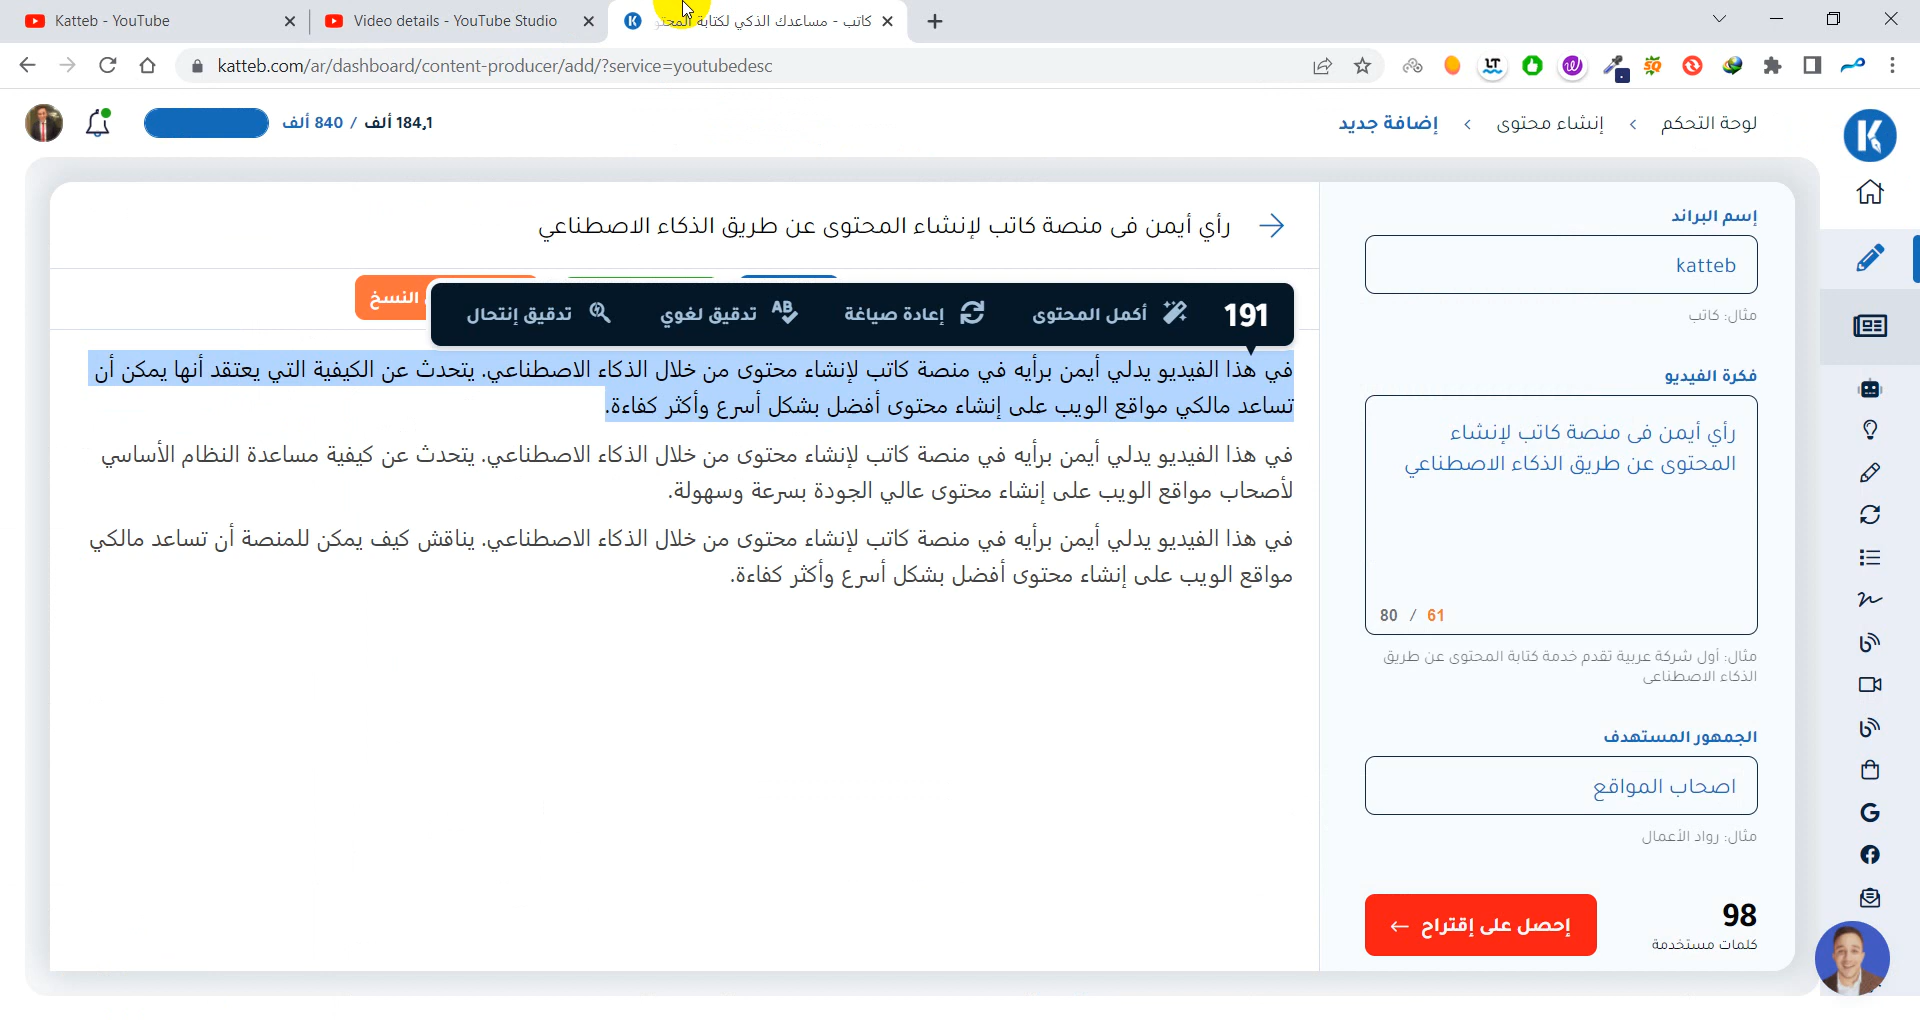 Katteb - YouTube
Video details - YouTube Studio
كاتب - مساعدك الذكي لكتابة المحتو
katteb.com/ar/dashboard/content-producer/add/?service=youtubedesc
لوحة التحكم > إنشاء محتوى > إضافة جديد
184,1 ألف / 840 ألف
إسم البراند
katteb
مثال: كاتب
فكرة الفيديو
رأي أيمن فى منصة كاتب لإنشاء
المحتوى عن طريق الذكاء الاصطناعي
80 / 61
مثال: أول شركة عربية تقدم خدمة كتابة المحتوى عن طريق
الذكاء الاصطناعى
الجمهور المستهدف
اصحاب المواقع
مثال: رواد الأعمال
98
كلمات مستخدمة
إحصل على إقتراح
رأي أيمن فى منصة كاتب لإنشاء المحتوى عن طريق الذكاء الاصطناعي
النسخ
191 أكمل المحتوى إعادة صياغة تدقيق لغوي تدقيق إنتحال
في هذا الفيديو يدلي أيمن برأيه في منصة كاتب لإنشاء محتوى من خلال الذكاء الاصطناعي. يتحدث عن الكيفية التي يعتقد أنها يمكن أن
تساعد مالكي مواقع الويب على إنشاء محتوى أفضل بشكل أسرع وأكثر كفاءة.
في هذا الفيديو يدلي أيمن برأيه في منصة كاتب لإنشاء محتوى من خلال الذكاء الاصطناعي. يتحدث عن كيفية مساعدة النظام الأساسي
لأصحاب مواقع الويب على إنشاء محتوى عالي الجودة بسرعة وسهولة.
في هذا الفيديو يدلي أيمن برأيه في منصة كاتب لإنشاء محتوى من خلال الذكاء الاصطناعي. يناقش كيف يمكن للمنصة أن تساعد مالكي
مواقع الويب على إنشاء محتوى أفضل بشكل أسرع وأكثر كفاءة.